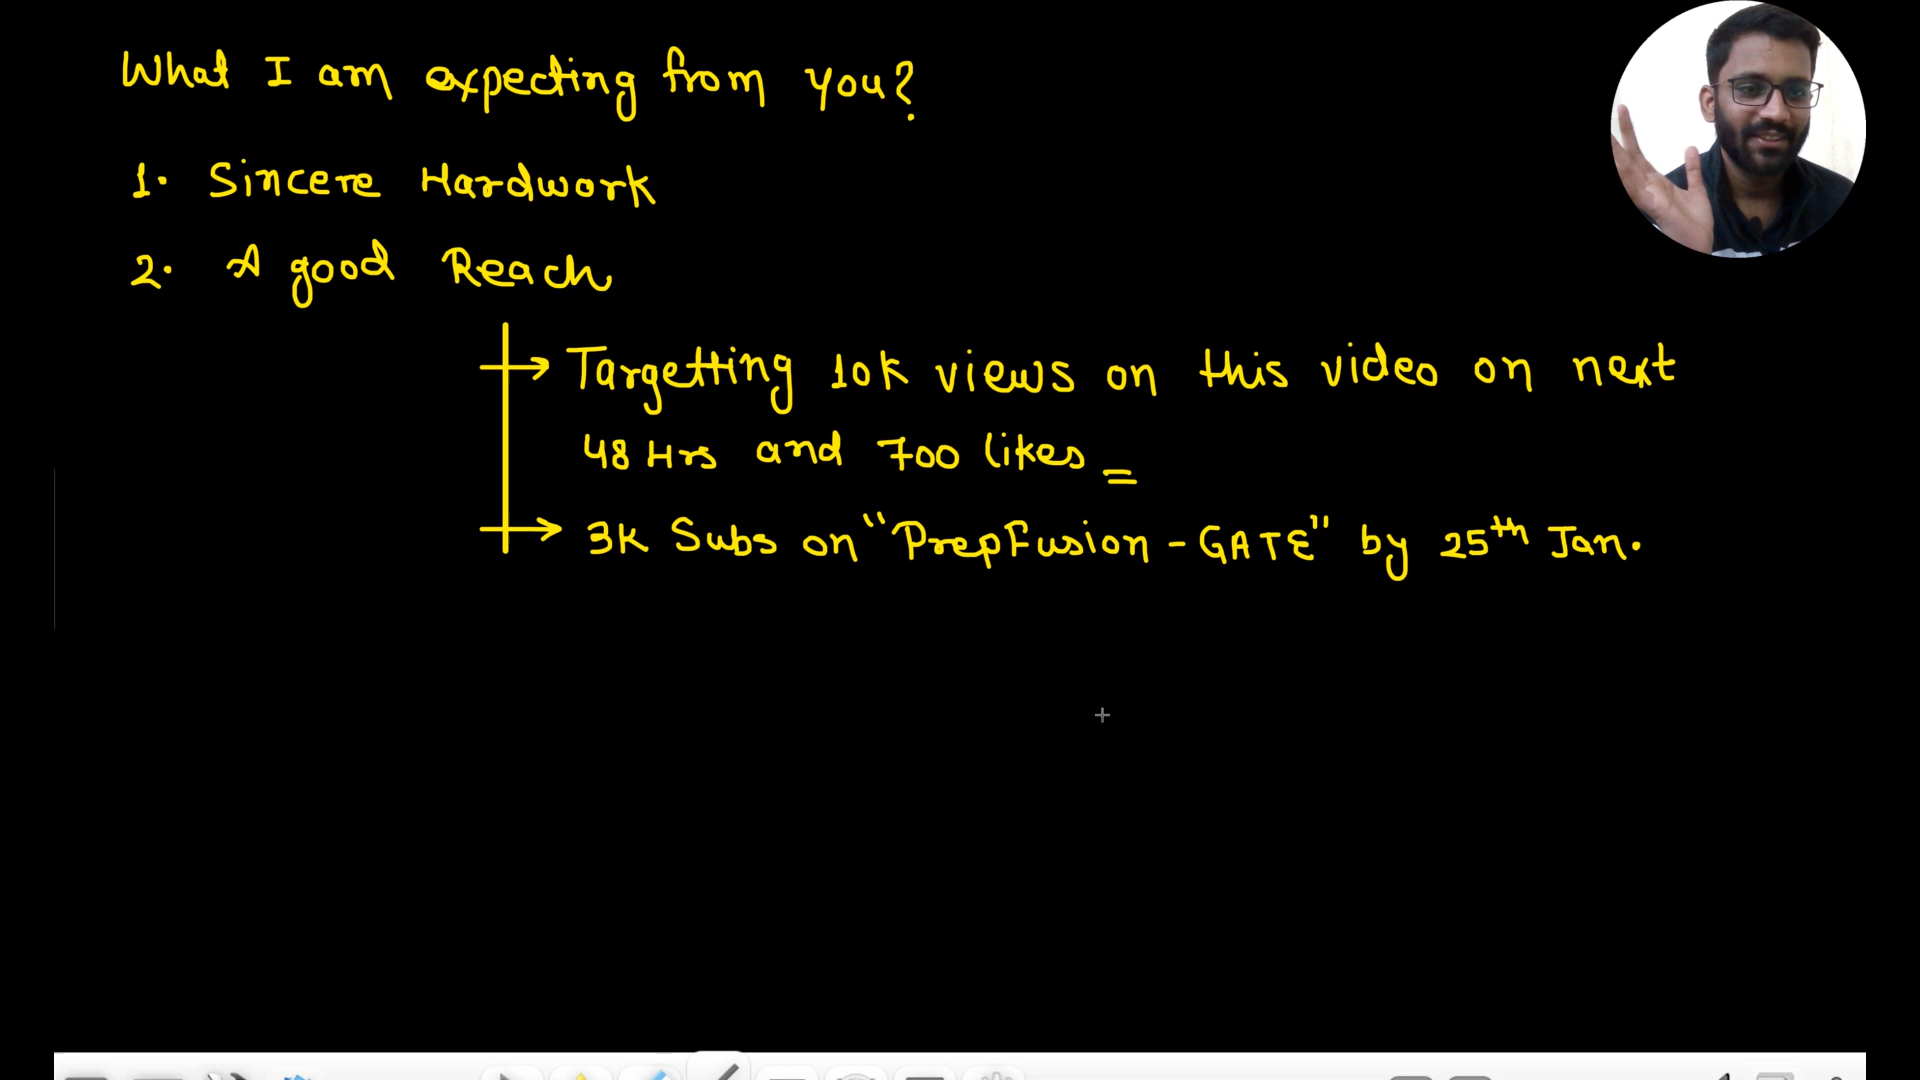 What I am expecting from you?
1. Sincere Hardwork
2. A good Reach
→ Targetting 10k views on this video on next
48 Hrs and 700 likes =
→ 3K Subs on "PrepFusion - GATE" by 25th Jan.